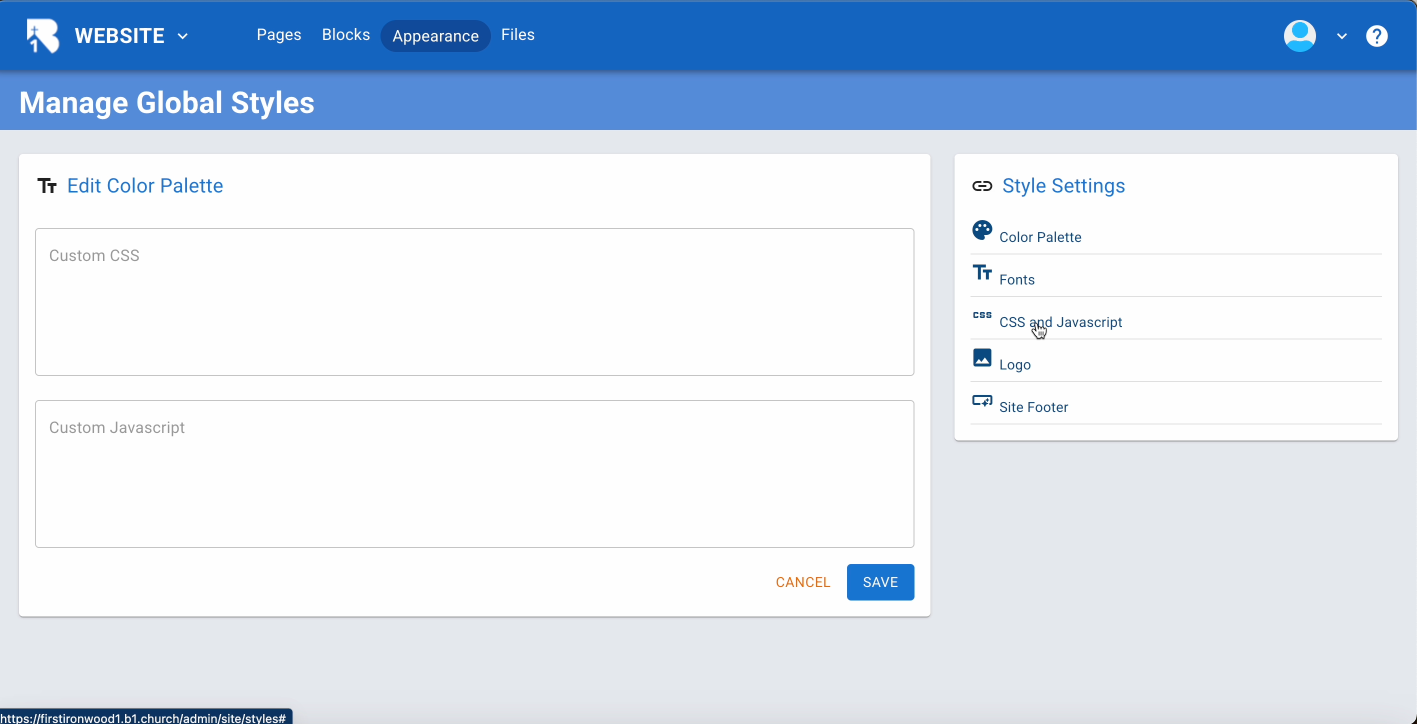 WEBSITE
Pages Blocks Appearance Files
Manage Global Styles
Edit Color Palette
Custom CSS
Custom Javascript
CANCEL SAVE
Style Settings
Color Palette
Fonts
CSS CSS and Javascript
Logo
Site Footer
https://firstironwood1.b1.church/admin/site/styles#